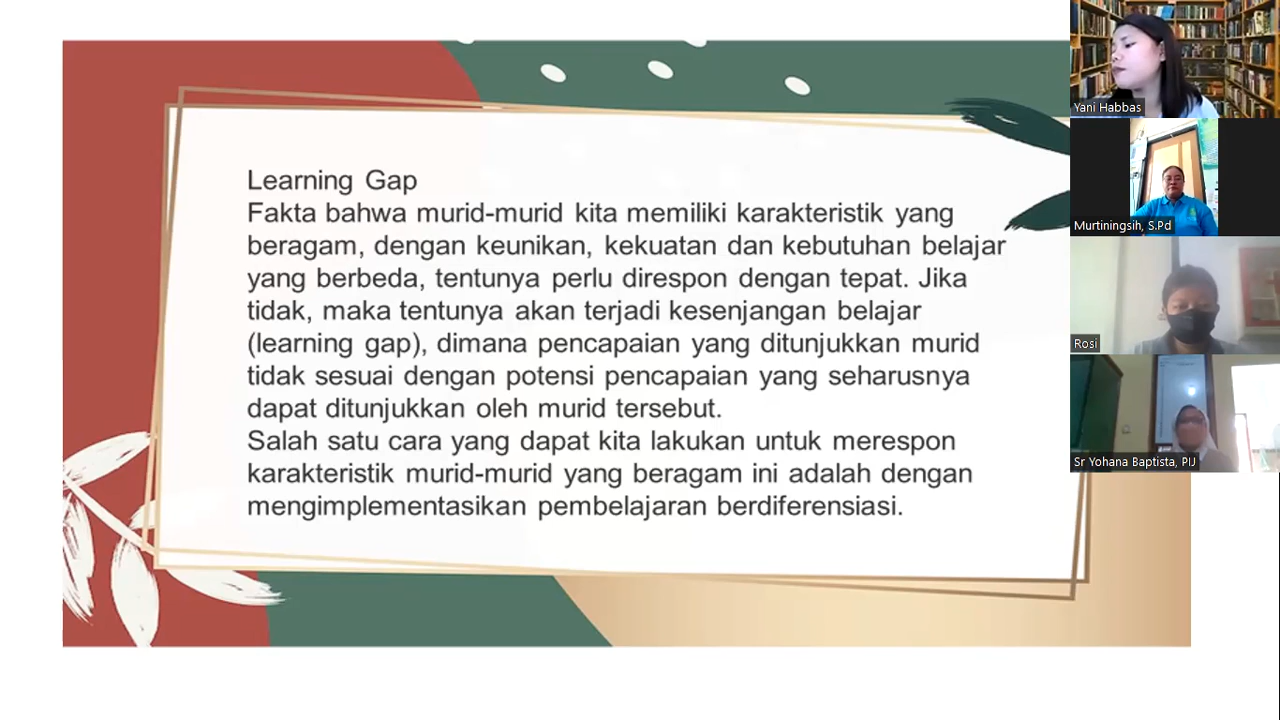 Learning Gap
Fakta bahwa murid-murid kita memiliki karakteristik yang
beragam, dengan keunikan, kekuatan dan kebutuhan belajar
yang berbeda, tentunya perlu direspon dengan tepat. Jika
tidak, maka tentunya akan terjadi kesenjangan belajar
(learning gap), dimana pencapaian yang ditunjukkan murid
tidak sesuai dengan potensi pencapaian yang seharusnya
dapat ditunjukkan oleh murid tersebut.
Salah satu cara yang dapat kita lakukan untuk merespon
karakteristik murid-murid yang beragam ini adalah dengan
mengimplementasikan pembelajaran berdiferensiasi.
Yani Habbas
Murtiningsih, S.Pd
Rosi
Sr Yohana Baptista, PIJ